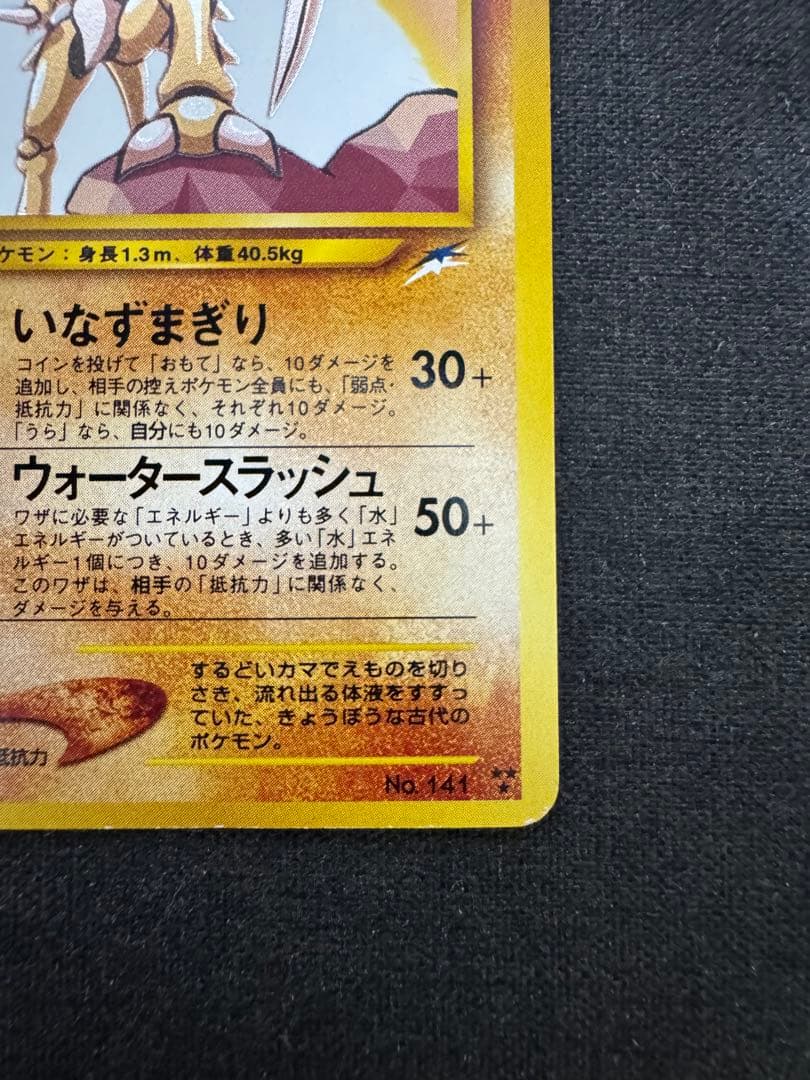 ケモン：身長1.3m、体重40.5kg
いなずまぎり
30+
コインを投げて「おもて」なら、10ダメージを
追加し、相手の控えポケモン全員にも、「弱点・
抵抗力」に関係なく、それぞれ10ダメージ。
「うら」なら、自分にも10ダメージ。
ウォータースラッシュ
50+
ワザに必要な「エネルギー」よりも多く「水」
エネルギーがついているとき、多い「水」エネ
ルギー1個につき、10ダメージを追加する。
このワザは、相手の「抵抗力」に関係なく、
ダメージを与える。
するどいカマでえものを切り
さき、流れ出る体液をすすっ
ていた、きょうぼうな古代の
ポケモン。
抵抗力
No. 141 ★★★